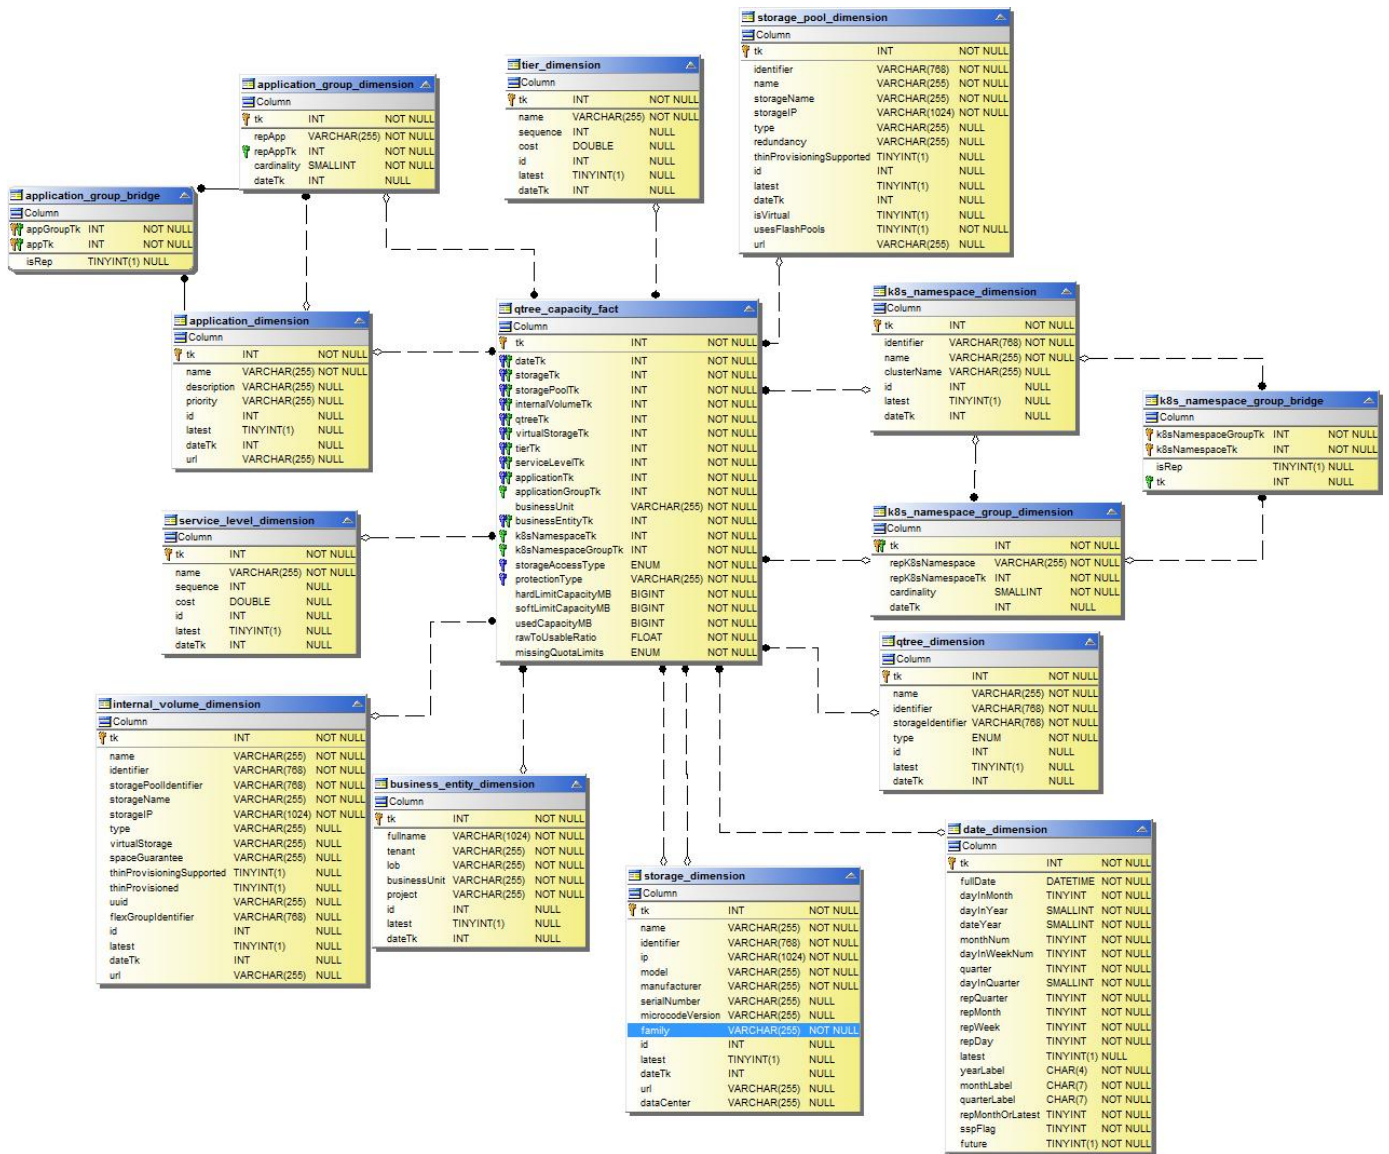 storage_pool_dimension
Column
tk INT NOT NULL
identifier VARCHAR(768) NOT NULL
name VARCHAR(255) NOT NULL
storageName VARCHAR(255) NOT NULL
storageIP VARCHAR(1024) NOT NULL
type VARCHAR(255) NULL
redundancy VARCHAR(255) NULL
thinProvisioningSupported TINYINT(1) NULL
id INT NULL
latest TINYINT(1) NULL
dateTk INT NULL
isVirtual TINYINT(1) NULL
usesFlashPools TINYINT(1) NOT NULL
url VARCHAR(255) NULL
tier_dimension
Column
tk INT NOT NULL
name VARCHAR(255) NOT NULL
sequence INT NULL
cost DOUBLE NULL
id INT NULL
latest TINYINT(1) NULL
dateTk INT NULL
application_group_dimension
Column
tk INT NOT NULL
repApp VARCHAR(255) NOT NULL
repAppTk INT NOT NULL
cardinality SMALLINT NOT NULL
dateTk INT NULL
application_group_bridge
Column
appGroupTk INT NOT NULL
appTk INT NOT NULL
isRep TINYINT(1) NULL
application_dimension
Column
tk INT NOT NULL
name VARCHAR(255) NOT NULL
description VARCHAR(255) NULL
priority VARCHAR(255) NULL
id INT NULL
latest TINYINT(1) NULL
dateTk INT NULL
url VARCHAR(255) NULL
qtree_capacity_fact
Column
tk INT NOT NULL
dateTk INT NOT NULL
storageTk INT NOT NULL
storagePoolTk INT NOT NULL
internalVolumeTk INT NOT NULL
qtreeTk INT NOT NULL
virtualStorageTk INT NOT NULL
tierTk INT NOT NULL
serviceLevelTk INT NOT NULL
applicationTk INT NOT NULL
applicationGroupTk INT NOT NULL
businessUnit VARCHAR(255) NOT NULL
businessEntityTk INT NOT NULL
k8sNamespaceTk INT NOT NULL
k8sNamespaceGroupTk INT NOT NULL
storageAccessType ENUM NOT NULL
protectionType VARCHAR(255) NOT NULL
hardLimitCapacityMB BIGINT NOT NULL
softLimitCapacityMB BIGINT NOT NULL
usedCapacityMB BIGINT NOT NULL
rawToUsableRatio FLOAT NOT NULL
missingQuotaLimits ENUM NOT NULL
k8s_namespace_dimension
Column
tk INT NOT NULL
identifier VARCHAR(768) NOT NULL
name VARCHAR(255) NOT NULL
clusterName VARCHAR(255) NULL
id INT NULL
latest TINYINT(1) NULL
dateTk INT NULL
k8s_namespace_group_bridge
Column
k8sNamespaceGroupTk INT NOT NULL
k8sNamespaceTk INT NOT NULL
isRep TINYINT(1) NULL
tk INT NULL
k8s_namespace_group_dimension
Column
tk INT NOT NULL
repK8sNamespace VARCHAR(255) NOT NULL
repK8sNamespaceTk INT NOT NULL
cardinality SMALLINT NOT NULL
dateTk INT NULL
service_level_dimension
Column
tk INT NOT NULL
name VARCHAR(255) NOT NULL
sequence INT NULL
cost DOUBLE NULL
id INT NULL
latest TINYINT(1) NULL
dateTk INT NULL
qtree_dimension
Column
tk INT NOT NULL
name VARCHAR(255) NOT NULL
identifier VARCHAR(768) NOT NULL
storageIdentifier VARCHAR(768) NOT NULL
type ENUM NOT NULL
id INT NULL
latest TINYINT(1) NULL
dateTk INT NULL
internal_volume_dimension
Column
tk INT NOT NULL
name VARCHAR(255) NOT NULL
identifier VARCHAR(768) NOT NULL
storagePoolIdentifier VARCHAR(768) NOT NULL
storageName VARCHAR(255) NOT NULL
storageIP VARCHAR(1024) NOT NULL
type VARCHAR(255) NULL
virtualStorage VARCHAR(255) NULL
spaceGuarantee VARCHAR(255) NULL
thinProvisioningSupported TINYINT(1) NULL
thinProvisioned TINYINT(1) NULL
uuid VARCHAR(255) NULL
flexGroupIdentifier VARCHAR(768) NULL
id INT NULL
latest TINYINT(1) NULL
dateTk INT NULL
url VARCHAR(255) NULL
business_entity_dimension
Column
tk INT NOT NULL
fullname VARCHAR(1024) NOT NULL
tenant VARCHAR(255) NOT NULL
lob VARCHAR(255) NOT NULL
businessUnit VARCHAR(255) NOT NULL
project VARCHAR(255) NOT NULL
id INT NULL
latest TINYINT(1) NULL
dateTk INT NULL
storage_dimension
Column
tk INT NOT NULL
name VARCHAR(255) NOT NULL
identifier VARCHAR(768) NOT NULL
ip VARCHAR(1024) NOT NULL
model VARCHAR(255) NOT NULL
manufacturer VARCHAR(255) NOT NULL
serialNumber VARCHAR(255) NULL
microcodeVersion VARCHAR(255) NULL
family VARCHAR(255) NOT NULL
id INT NULL
latest TINYINT(1) NULL
dateTk INT NULL
url VARCHAR(255) NULL
dataCenter VARCHAR(255) NULL
date_dimension
Column
tk INT NOT NULL
fullDate DATETIME NOT NULL
dayInMonth TINYINT NOT NULL
dayInYear SMALLINT NOT NULL
dateYear SMALLINT NOT NULL
monthNum TINYINT NOT NULL
dayInWeekNum TINYINT NOT NULL
quarter TINYINT NOT NULL
dayInQuarter SMALLINT NOT NULL
repQuarter TINYINT NOT NULL
repMonth TINYINT NOT NULL
repWeek TINYINT NOT NULL
repDay TINYINT NOT NULL
latest TINYINT(1) NULL
yearLabel CHAR(4) NOT NULL
monthLabel CHAR(7) NOT NULL
quarterLabel CHAR(7) NOT NULL
repMonthOrLatest TINYINT NOT NULL
sspFlag TINYINT NOT NULL
future TINYINT(1) NOT NULL